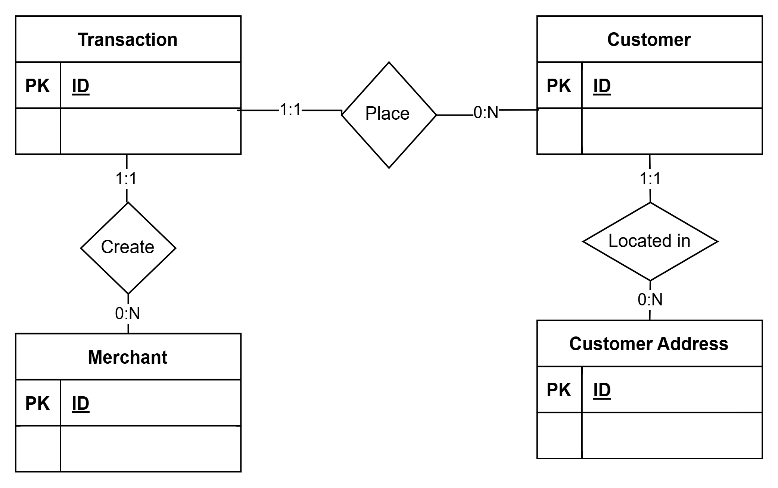 Transaction
PK ID
1:1
Place
0:N
Customer
PK ID
1:1
Create
0:N
Merchant
PK ID
1:1
Located in
0:N
Customer Address
PK ID